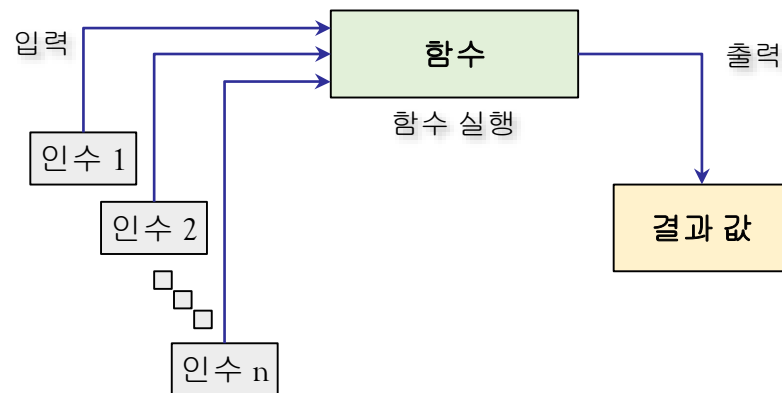 입력
함수
출력
함수 실행
인수 1
결과 값
인수 2
인수 n